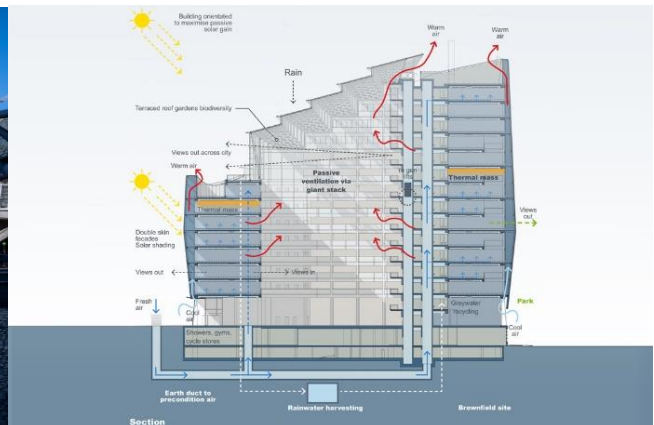 Building orientated
to maximise passive
solar gain
Warm
air
Warm
air
Rain
Terraced roof gardens biodiversity
Views out across city
Warm air
Passive
ventilation via
giant stack
Thermal mass
Thermal mass
Views
out
Double skin
facades
Solar shading
Views out
Views in
Fresh
air
Cool
air
Greywater
recycling
Park
Cool
air
Showers, gyms,
cycle stores
Earth duct to
precondition air
Rainwater harvesting
Brownfield site
Section